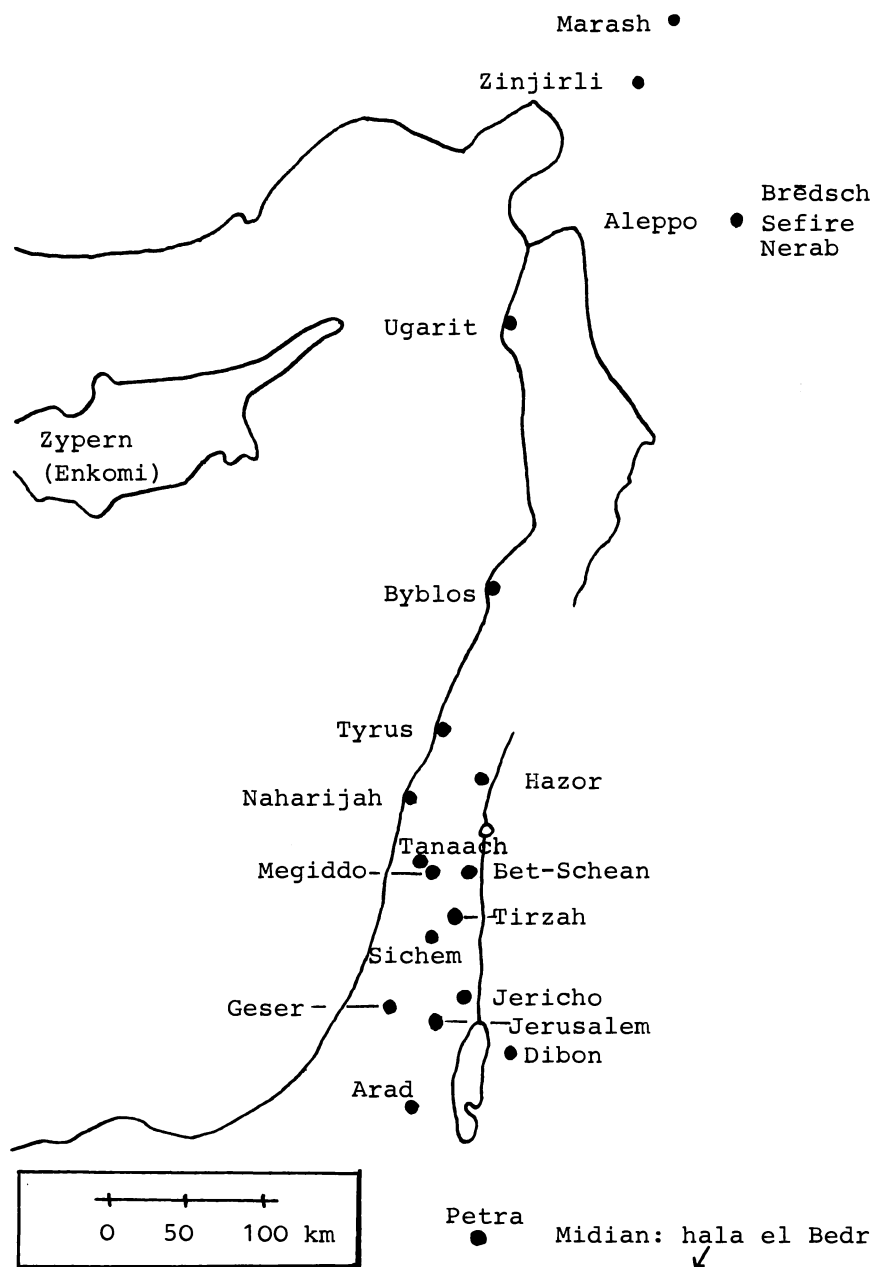 Marash
Zinjirli
Brēdsch
Aleppo
Sefire
Nerab
Ugarit
Zypern
(Enkomi)
Byblos
Tyrus
Hazor
Naharijah
Tanaach
Megiddo
Bet-Schean
Tirzah
Sichem
Jericho
Geser
Jerusalem
Dibon
Arad
0 50 100 km
Petra
Midian: hala el Bedr